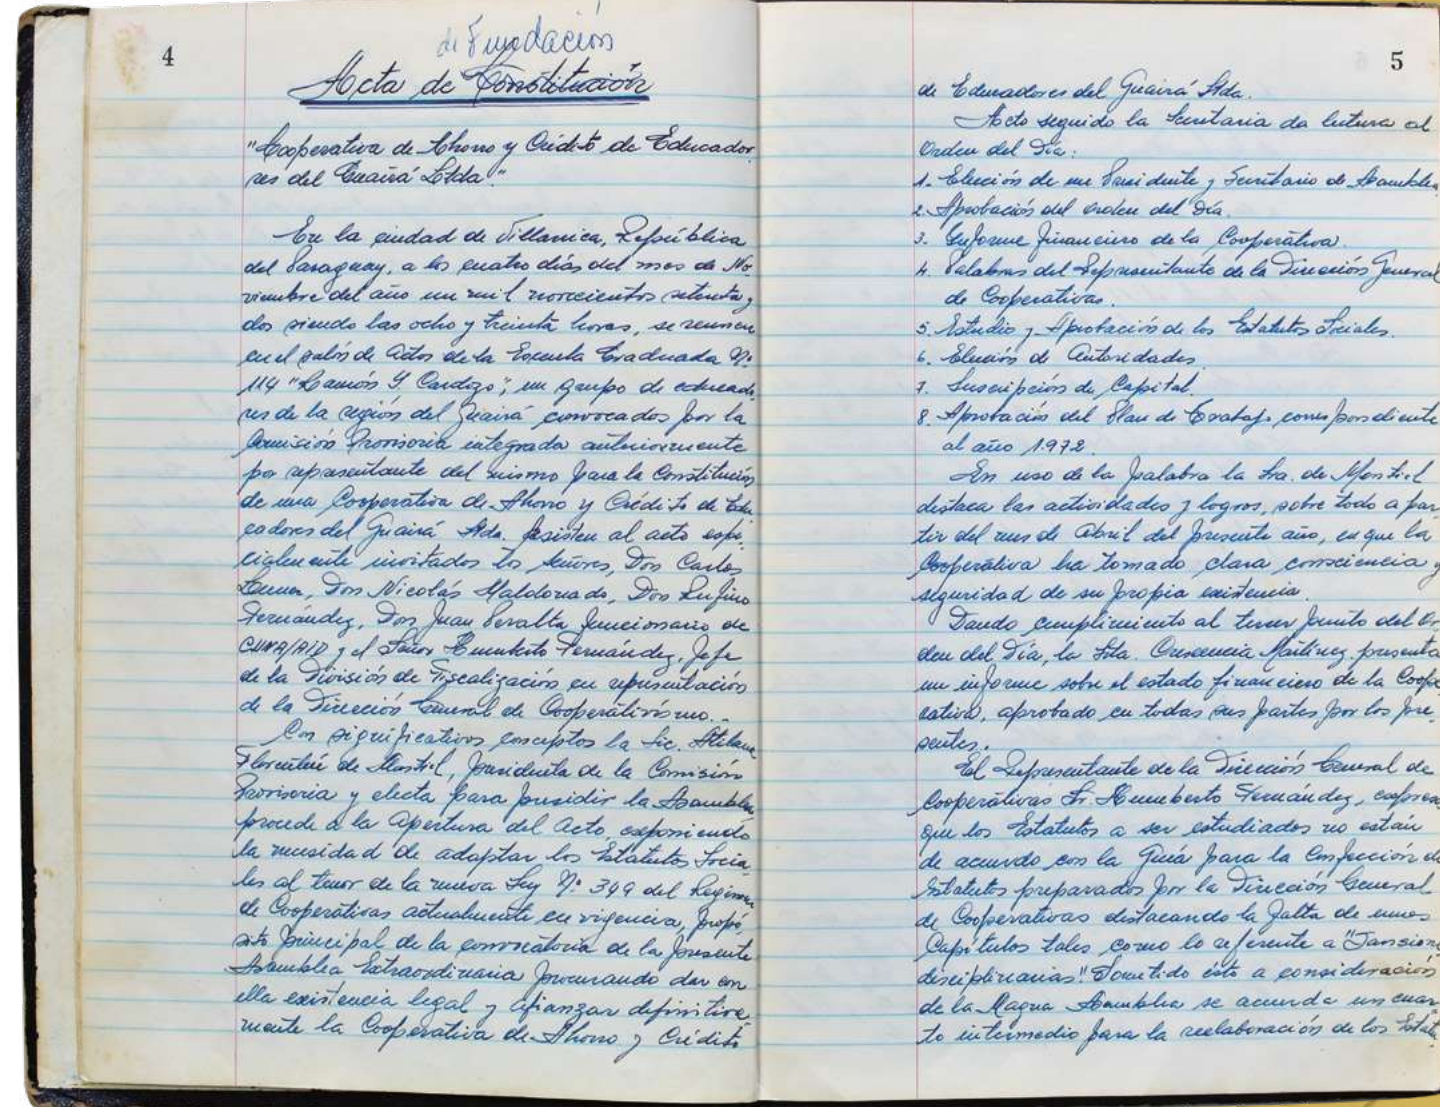 4
de Fundación
Acta de Constitución
"Cooperativa de Ahorro y Crédito de Educado-
res del Guairá Ltda."
En la ciudad de Villarrica, República
del Paraguay, a los cuatro días del mes de No-
viembre del año un mil novecientos setenta y
dos siendo las ocho y treinta horas, se reunen
en el salón de Actos de la Escuela Graduada Nº
114 "Ramón I. Cardozo", un grupo de educado-
res de la región del Guairá convocados por la
Comisión Provisoria integrada anteriormente
por representante del mismo para la Constitución
de una Cooperativa de Ahorro y Crédito de Edu-
cadores del Guairá Ltda. Asisten al acto espe-
cialmente invitados los señores, Don Carlos
Don Nicolás Maldonado, Don Rufino
Fernández, Don Juan Peralta funcionario de
CUNA/AID y el Señor Humberto Fernández, Jefe
de la División de Fiscalización en representación
de la Dirección General de Cooperativismo.-
Con significativos conceptos la Lic.
Florentín de Montiel, presidenta de la Comisión
Provisoria y electa para presidir la Asamblea
procede a la apertura del Acto, exponiendo
la necesidad de adaptar los Estatutos Socia-
les al tenor de la nueva Ley Nº 349 del Regimen
de Cooperativas actualmente en vigencia, propó-
sito principal de la convocatoria de la presente
Asamblea Extraordinaria procurando dar con
ella existencia legal y afianzar definitiva-
mente la Cooperativa de Ahorro y Crédito
5
de Educadores del Guairá Ltda.
Acto seguido la Secretaria da lectura al
Orden del Día:
1. Elección de un Presidente y Secretario de Asamblea
2. Aprobación del orden del Día.
3. Informe financiero de la Cooperativa.
4. Palabras del Representante de la Dirección General
de Cooperativas.
5. Estudio y Aprobación de los Estatutos Sociales.
6. Elección de Autoridades.
7. Suscripción de Capital.
8. Aprobación del Plan de Trabajo correspondiente
al año 1.972.
En uso de la palabra la Sra. de Montiel
destaca las actividades y logros, sobre todo a par-
tir del mes de Abril del presente año, en que la
Cooperativa ha tomado clara consciencia y
seguridad de su propia existencia.
Dando cumplimiento al tercer punto del Or-
den del Día, la Srta. Crescencia Martínez presenta
un informe sobre el estado financiero de la Coope-
rativa, aprobado en todas sus partes por los pre-
sentes.
El Representante de la Dirección General de
Cooperativas Sr. Humberto Fernández, expresa
que los Estatutos a ser estudiados no están
de acuerdo con la Guía para la Confección de
Estatutos preparados por la Dirección General
de Cooperativas destacando la falta de unos
Capítulos tales como lo referente a "Sanciones
disciplinarias". Sometido ésto a consideración
de la Magna Asamblea se acuerda un cuar-
to intermedio para la reelaboración de los Estatu-